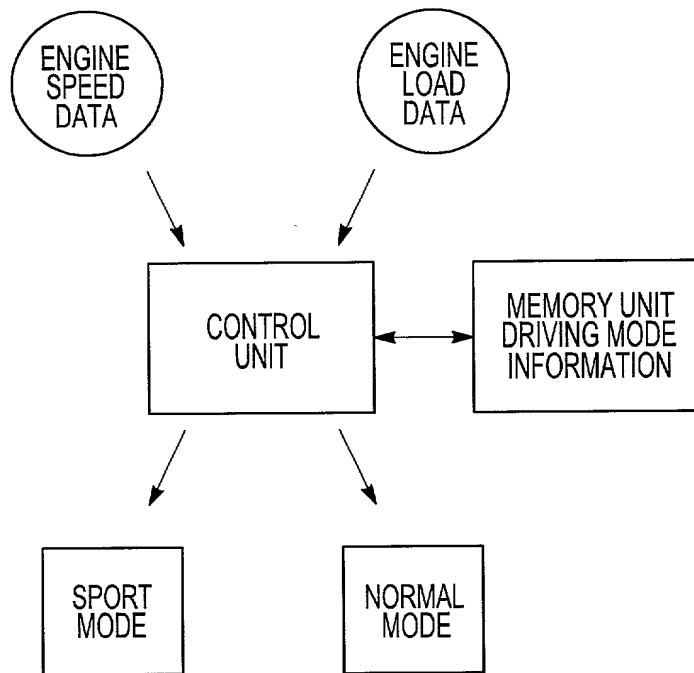 ENGINE
SPEED
DATA
ENGINE
LOAD
DATA
CONTROL
UNIT
MEMORY UNIT
DRIVING MODE
INFORMATION
SPORT
MODE
NORMAL
MODE